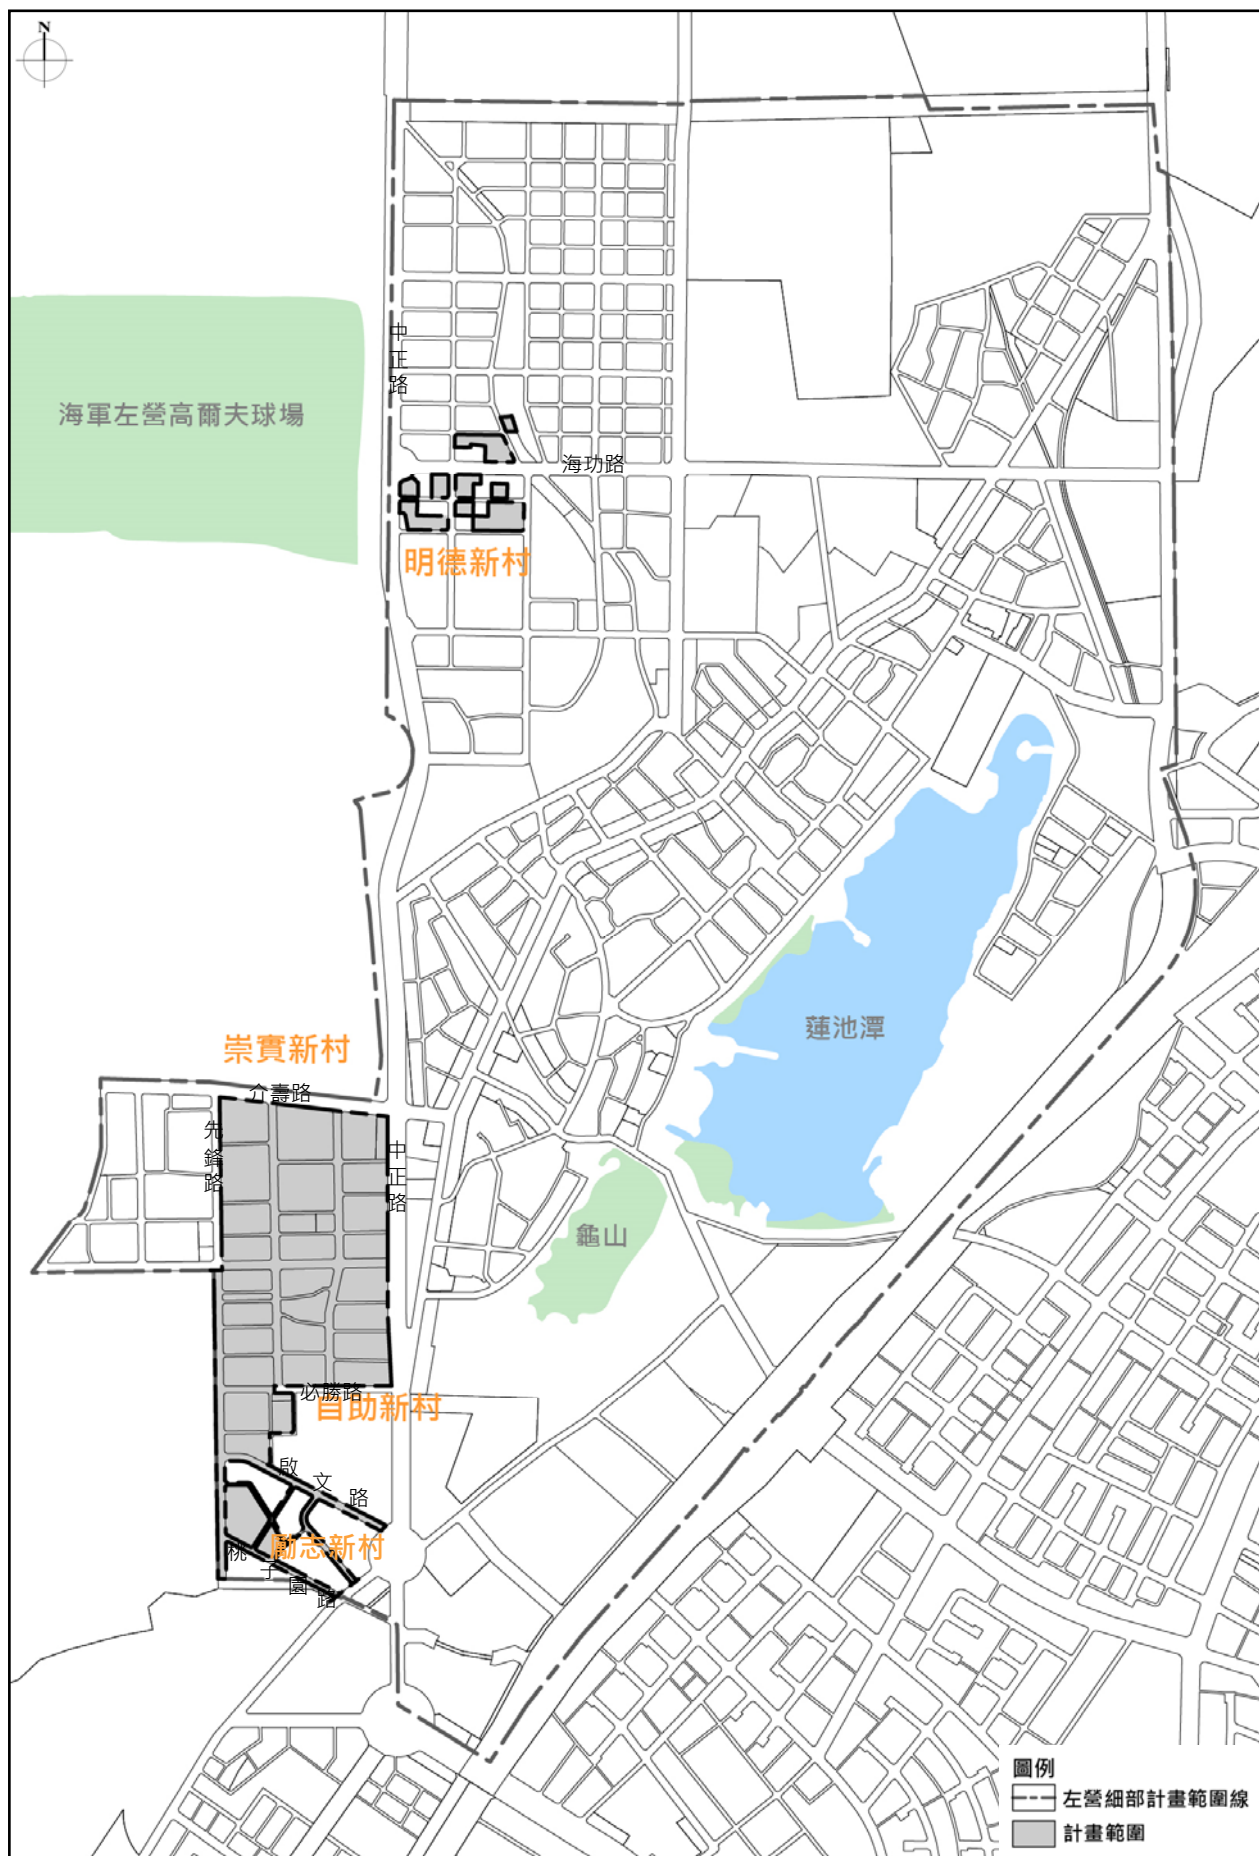 N
中正路
海軍左營高爾夫球場
海功路
明德新村
蓮池潭
崇實新村
介壽路
先鋒路
中正路
龜山
必勝路
自助新村
啟文路
勵志新村
桃子園路
圖例
左營細部計畫範圍線
計畫範圍